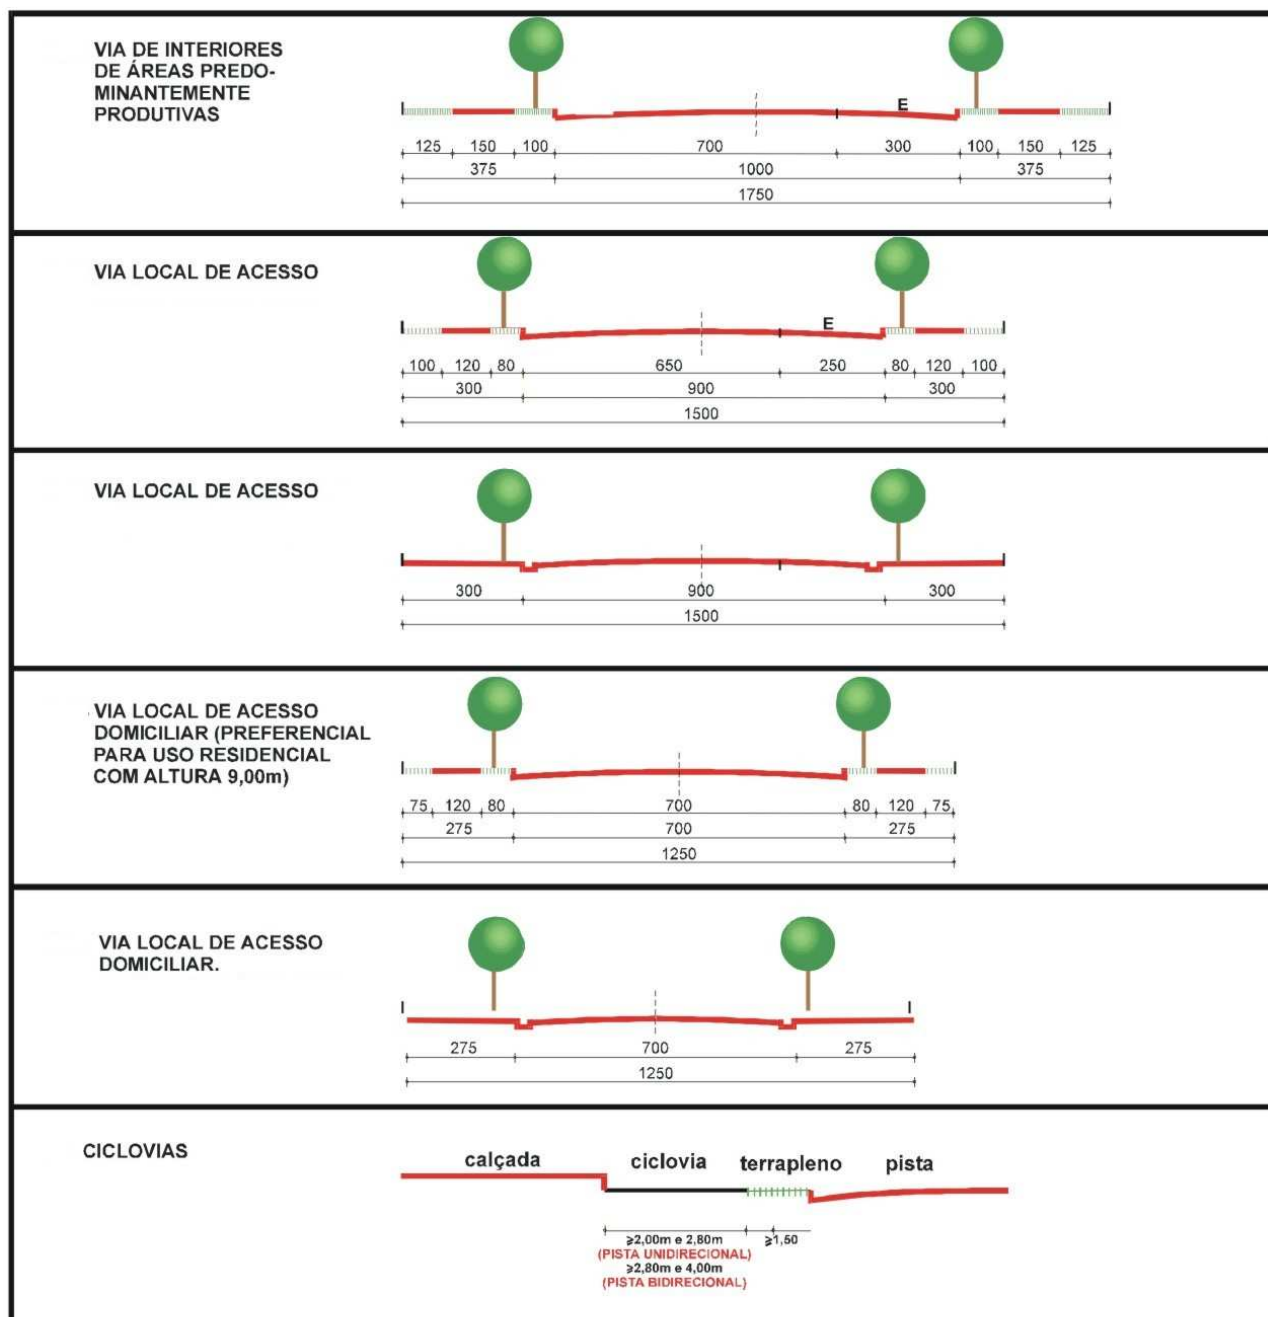 VIA DE INTERIORES
DE ÁREAS PREDO-
MINANTEMENTE
PRODUTIVAS
E
125 150 100 700 300 100 150 125
375 1000 375
1750
VIA LOCAL DE ACESSO
E
100 120 80 650 250 80 120 100
300 900 300
1500
VIA LOCAL DE ACESSO
300 900 300
1500
VIA LOCAL DE ACESSO
DOMICILIAR (PREFERENCIAL
PARA USO RESIDENCIAL
COM ALTURA 9,00m)
75 120 80 700 80 120 75
275 700 275
1250
VIA LOCAL DE ACESSO
DOMICILIAR.
275 700 275
1250
CICLOVIAS
calçada ciclovia terrapleno pista
⩾2,00m e 2,80m ⩾1,50
(PISTA UNIDIRECIONAL)
⩾2,80m e 4,00m
(PISTA BIDIRECIONAL)